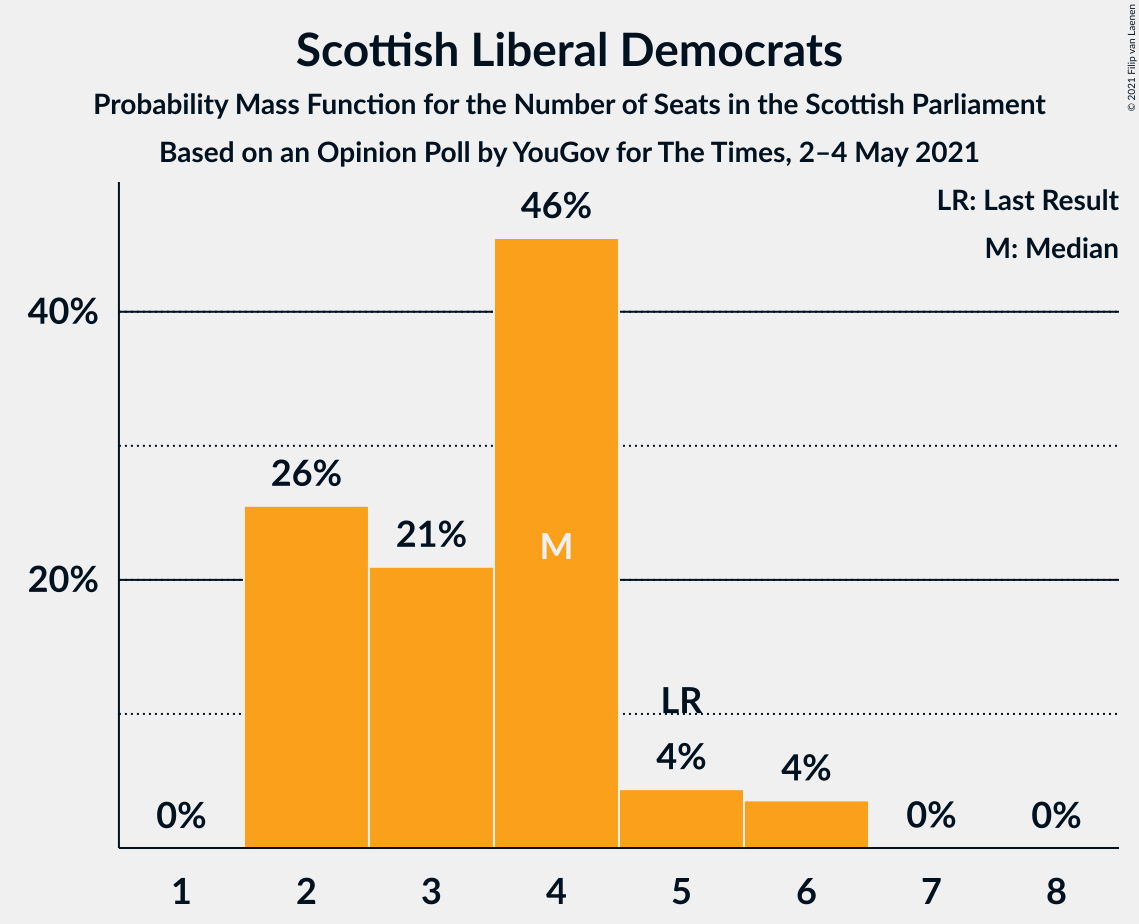 Scottish Liberal Democrats
Probability Mass Function for the Number of Seats in the Scottish Parliament
Based on an Opinion Poll by YouGov for The Times, 2–4 May 2021
© 2021 Filip van Laenen
LR: Last Result
M: Median
46%
40%
26%
21%
M
20%
LR
4%
4%
0%
0%
0%
1 2 3 4 5 6 7 8